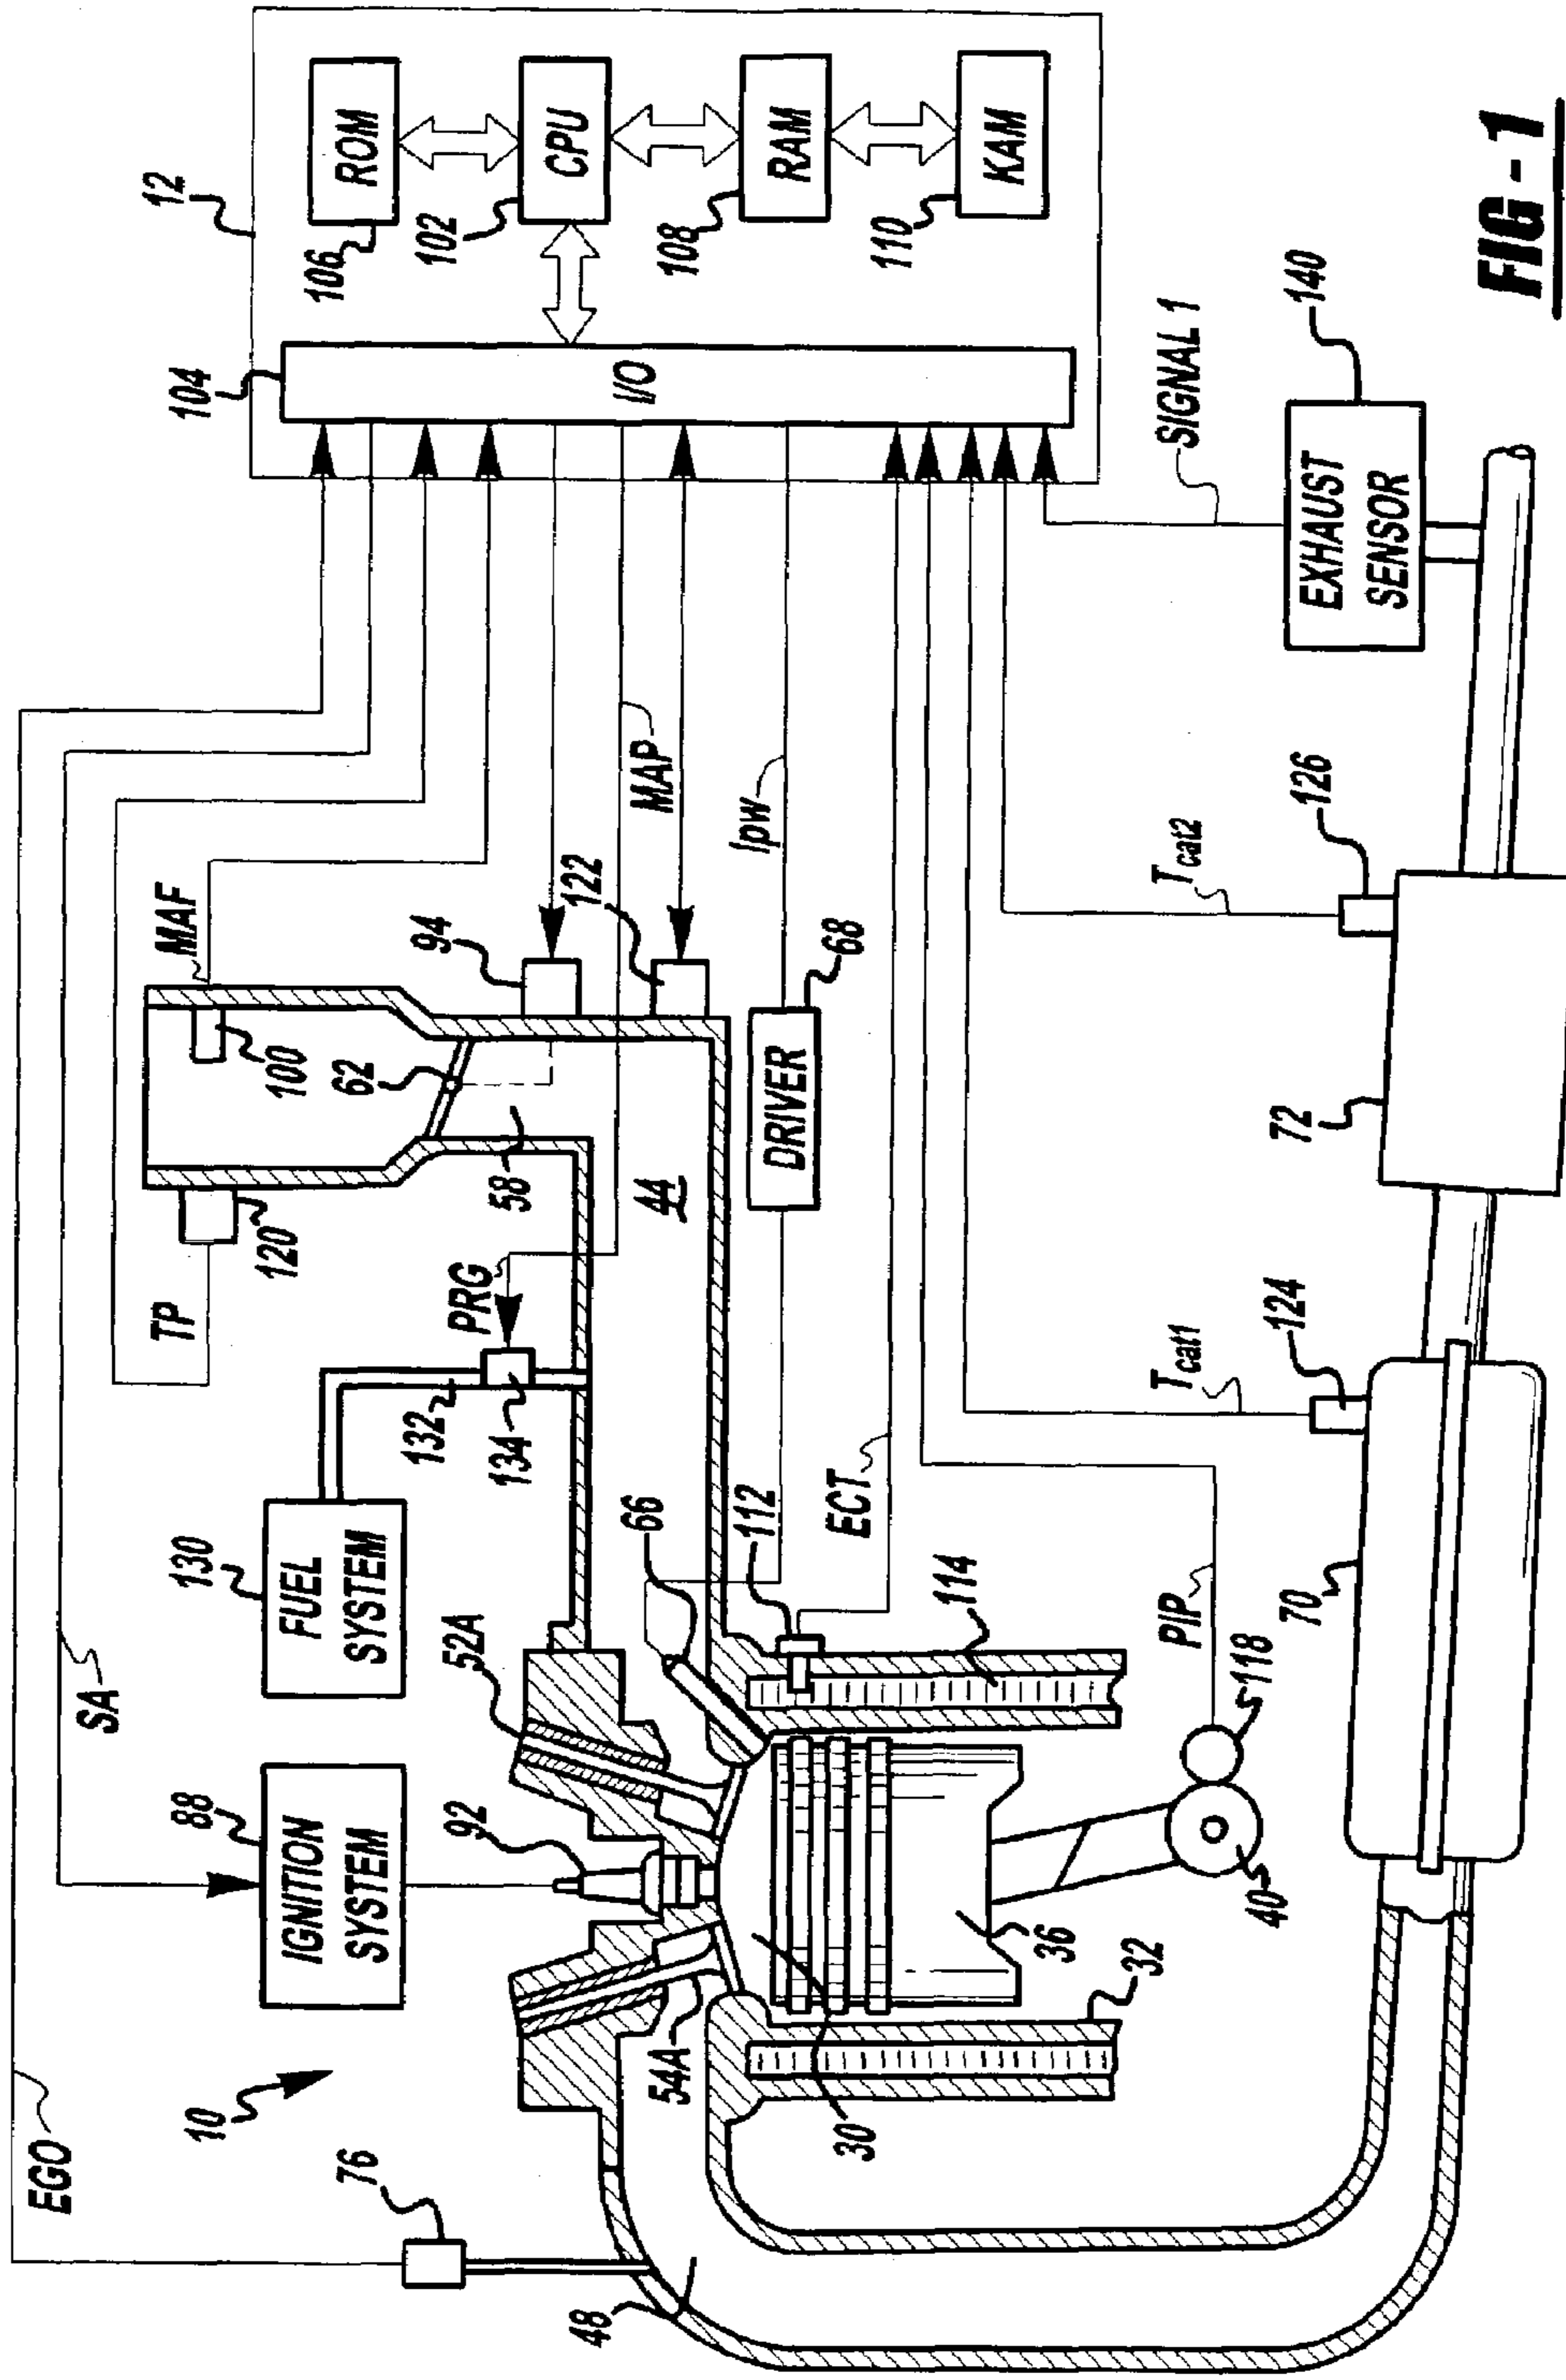 EGO
SA
TP
MAF
12
104
106
ROM
102
CPU
108
RAM
110
KAM
I/O
10
76
88
IGNITION
SYSTEM
130
FUEL
SYSTEM
132
134
PRG
120
100
62
58
94
122
MAP
44
66
52A
92
54A
48
30
36
32
40
118
PIP
114
112
ECT
DRIVER
68
Ipw
70
124
Tcat1
72
126
Tcat2
EXHAUST
SENSOR
140
SIGNAL 1
FIG-1